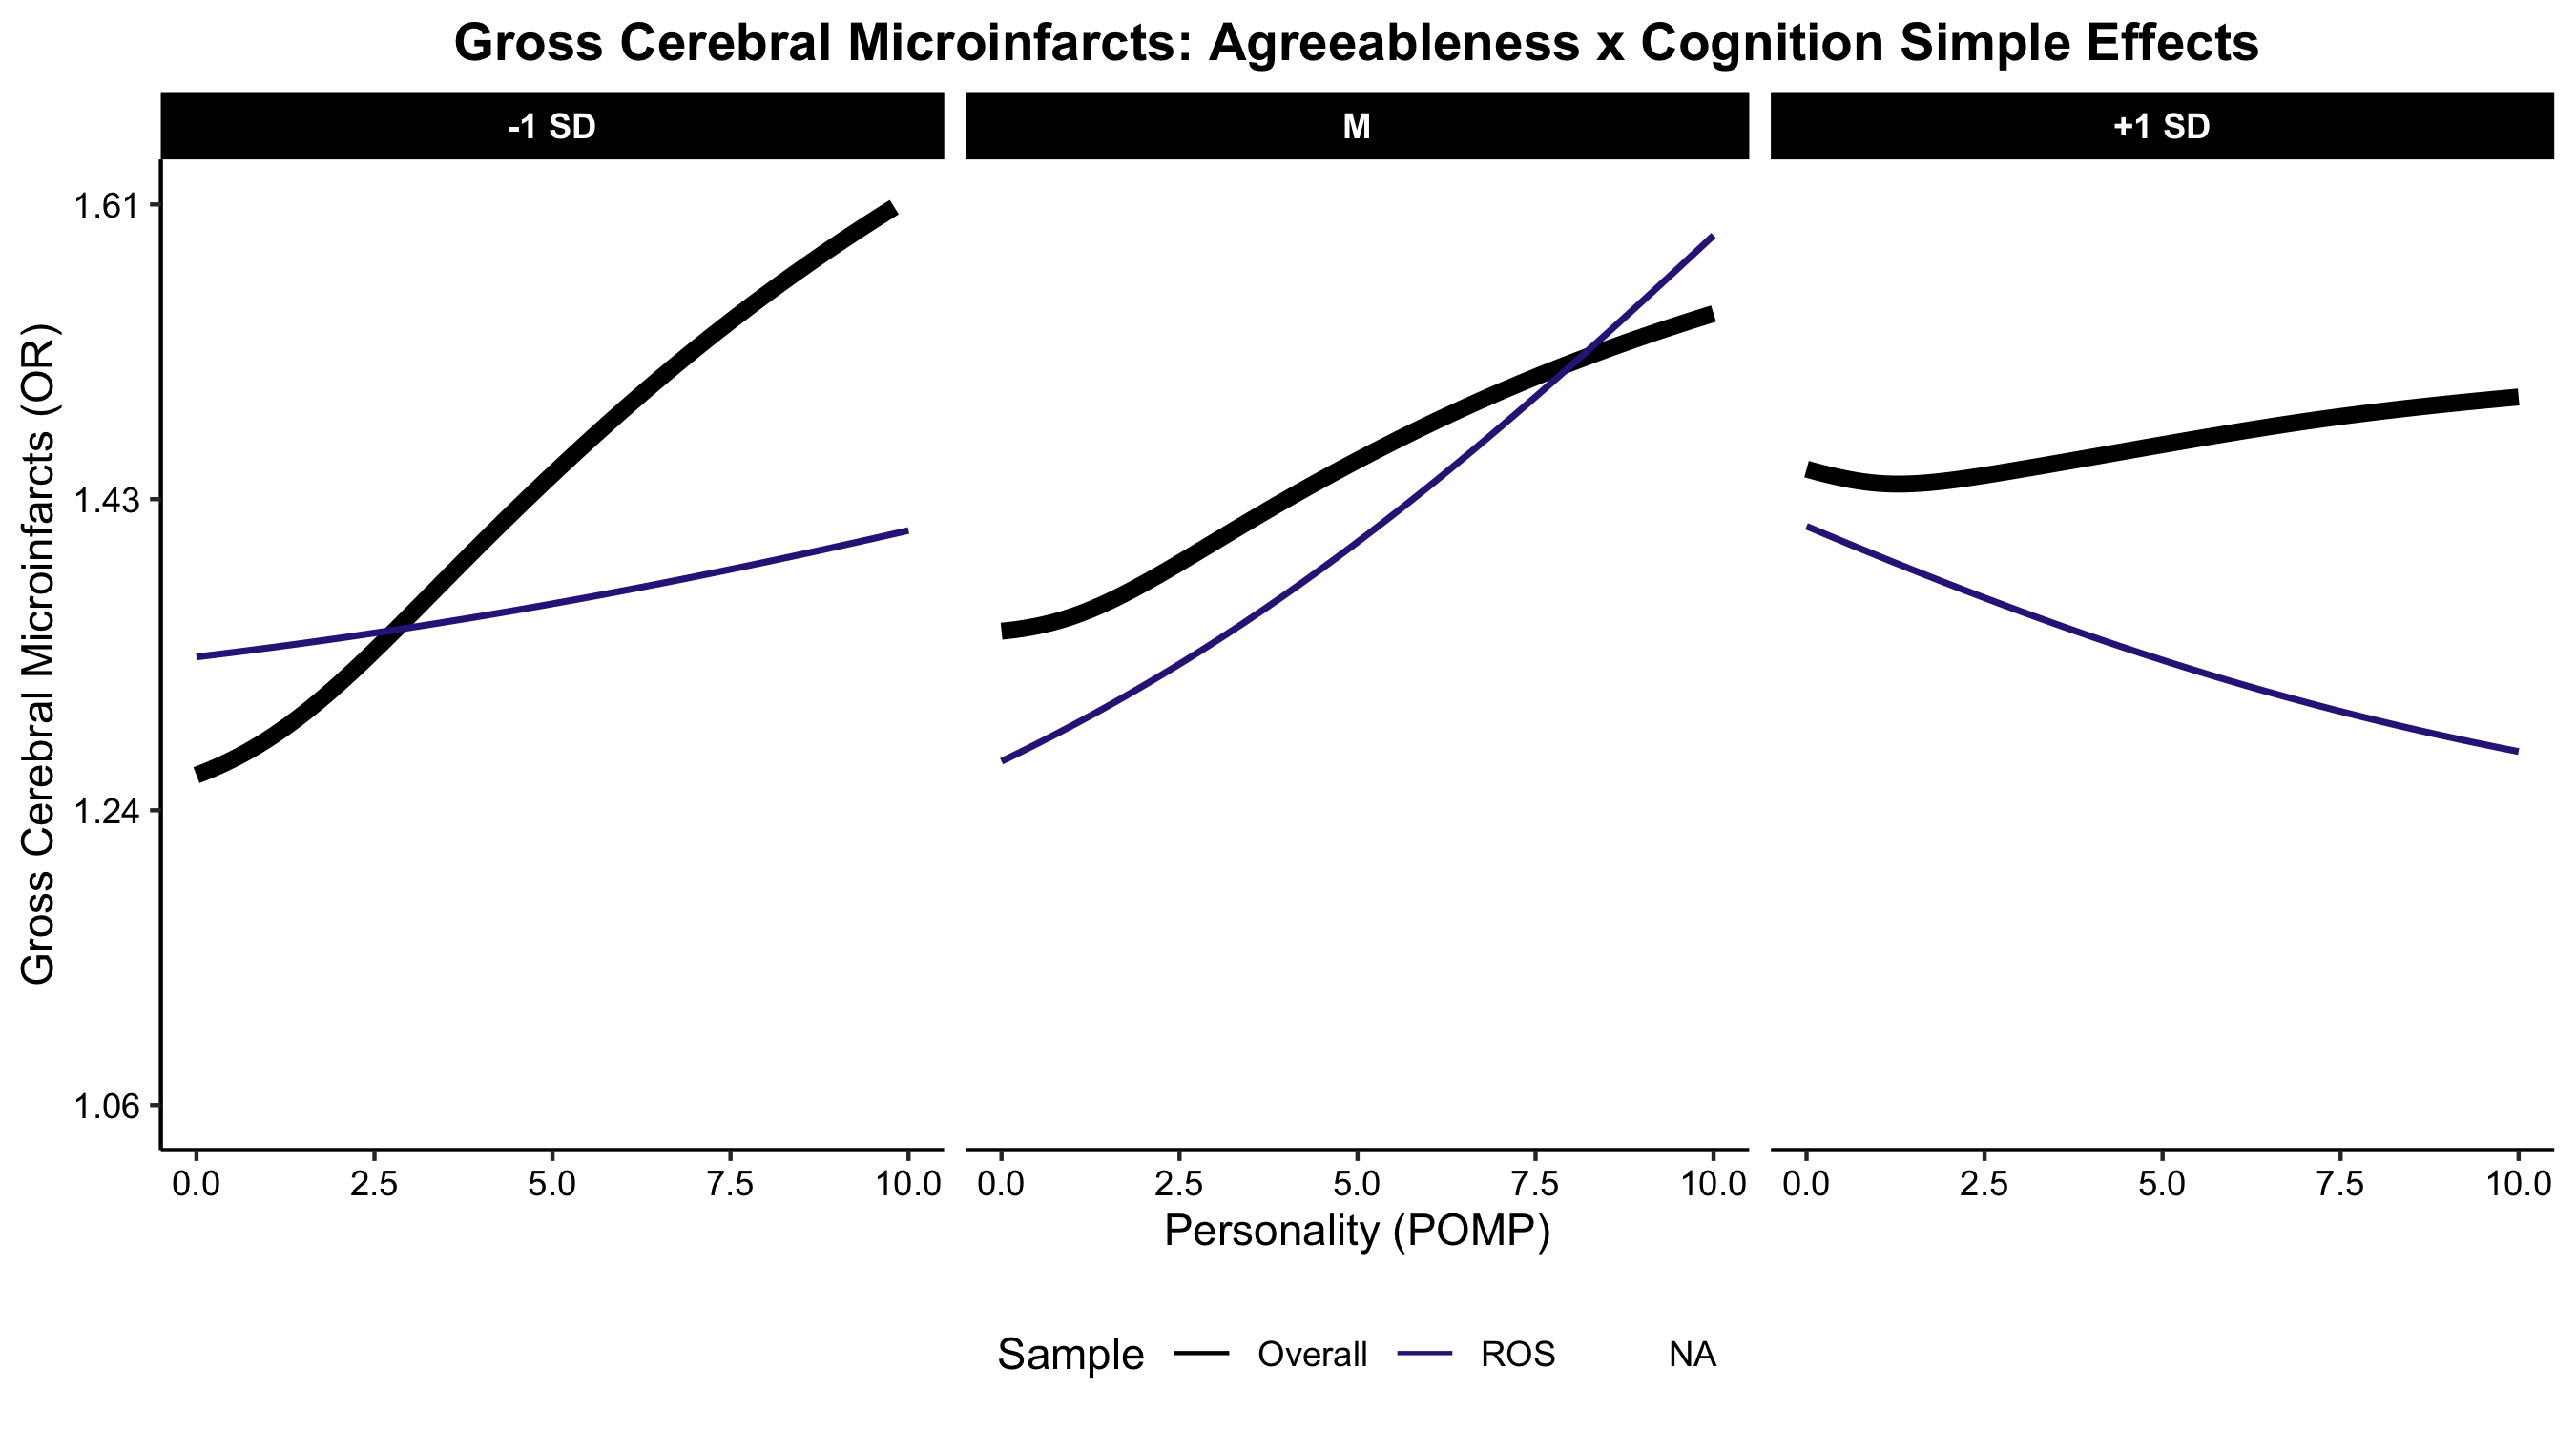 Gross Cerebral Microinfarcts: Agreeableness x Cognition Simple Effects
-1 SD
M
+1 SD
Gross Cerebral Microinfarcts (OR)
1.61
1.43
1.24
1.06
0.0 2.5 5.0 7.5 10.0
0.0 2.5 5.0 7.5 10.0
0.0 2.5 5.0 7.5 10.0
Personality (POMP)
Sample Overall ROS NA